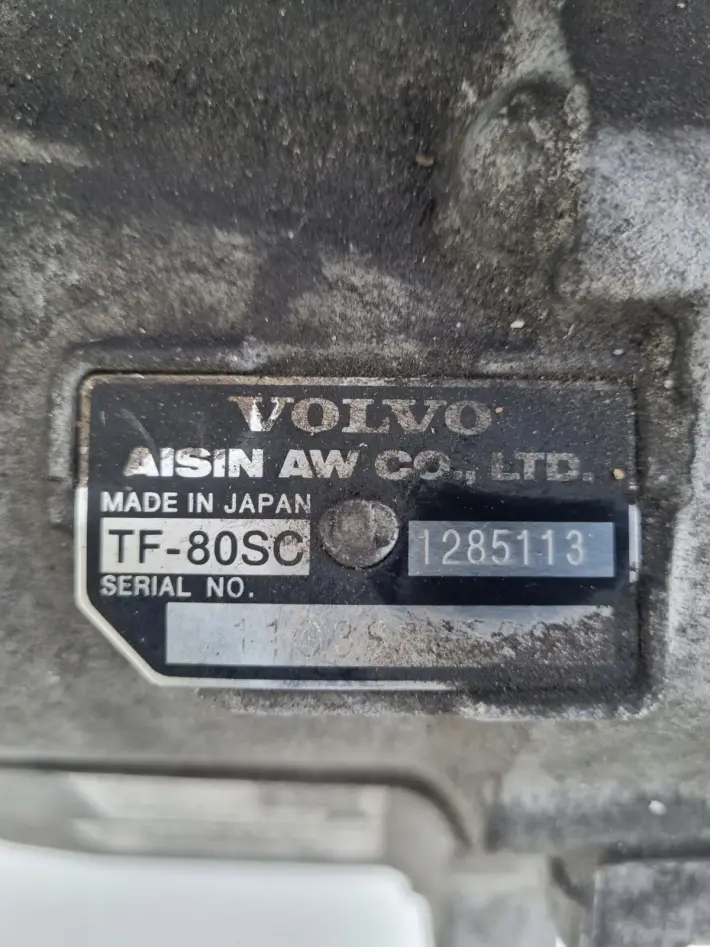 VOLVO
AISIN AW CO., LTD.
MADE IN JAPAN
TF-80SC 1285113
SERIAL NO.